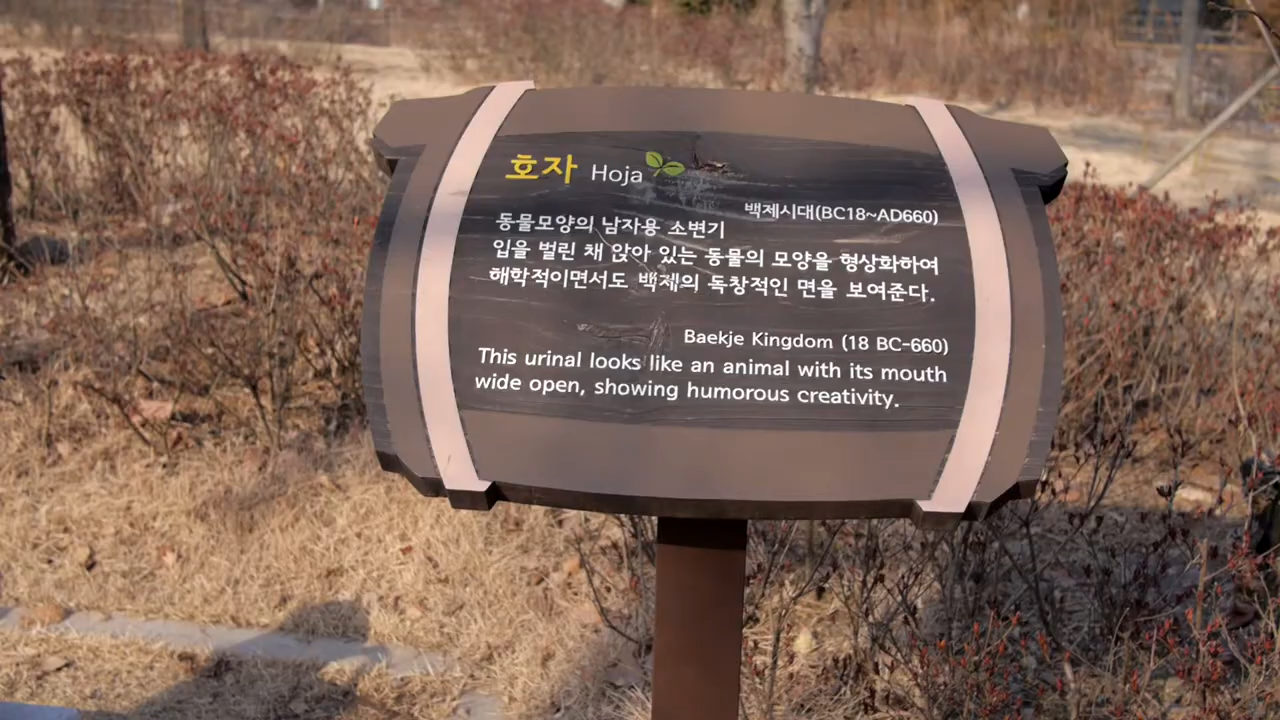 호자 Hoja
백제시대(BC18~AD660)
동물모양의 남자용 소변기
입을 벌린 채 앉아 있는 동물의 모양을 형상화하여
해학적이면서도 백제의 독창적인 면을 보여준다.
Baekje Kingdom (18 BC-660)
This urinal looks like an animal with its mouth
wide open, showing humorous creativity.